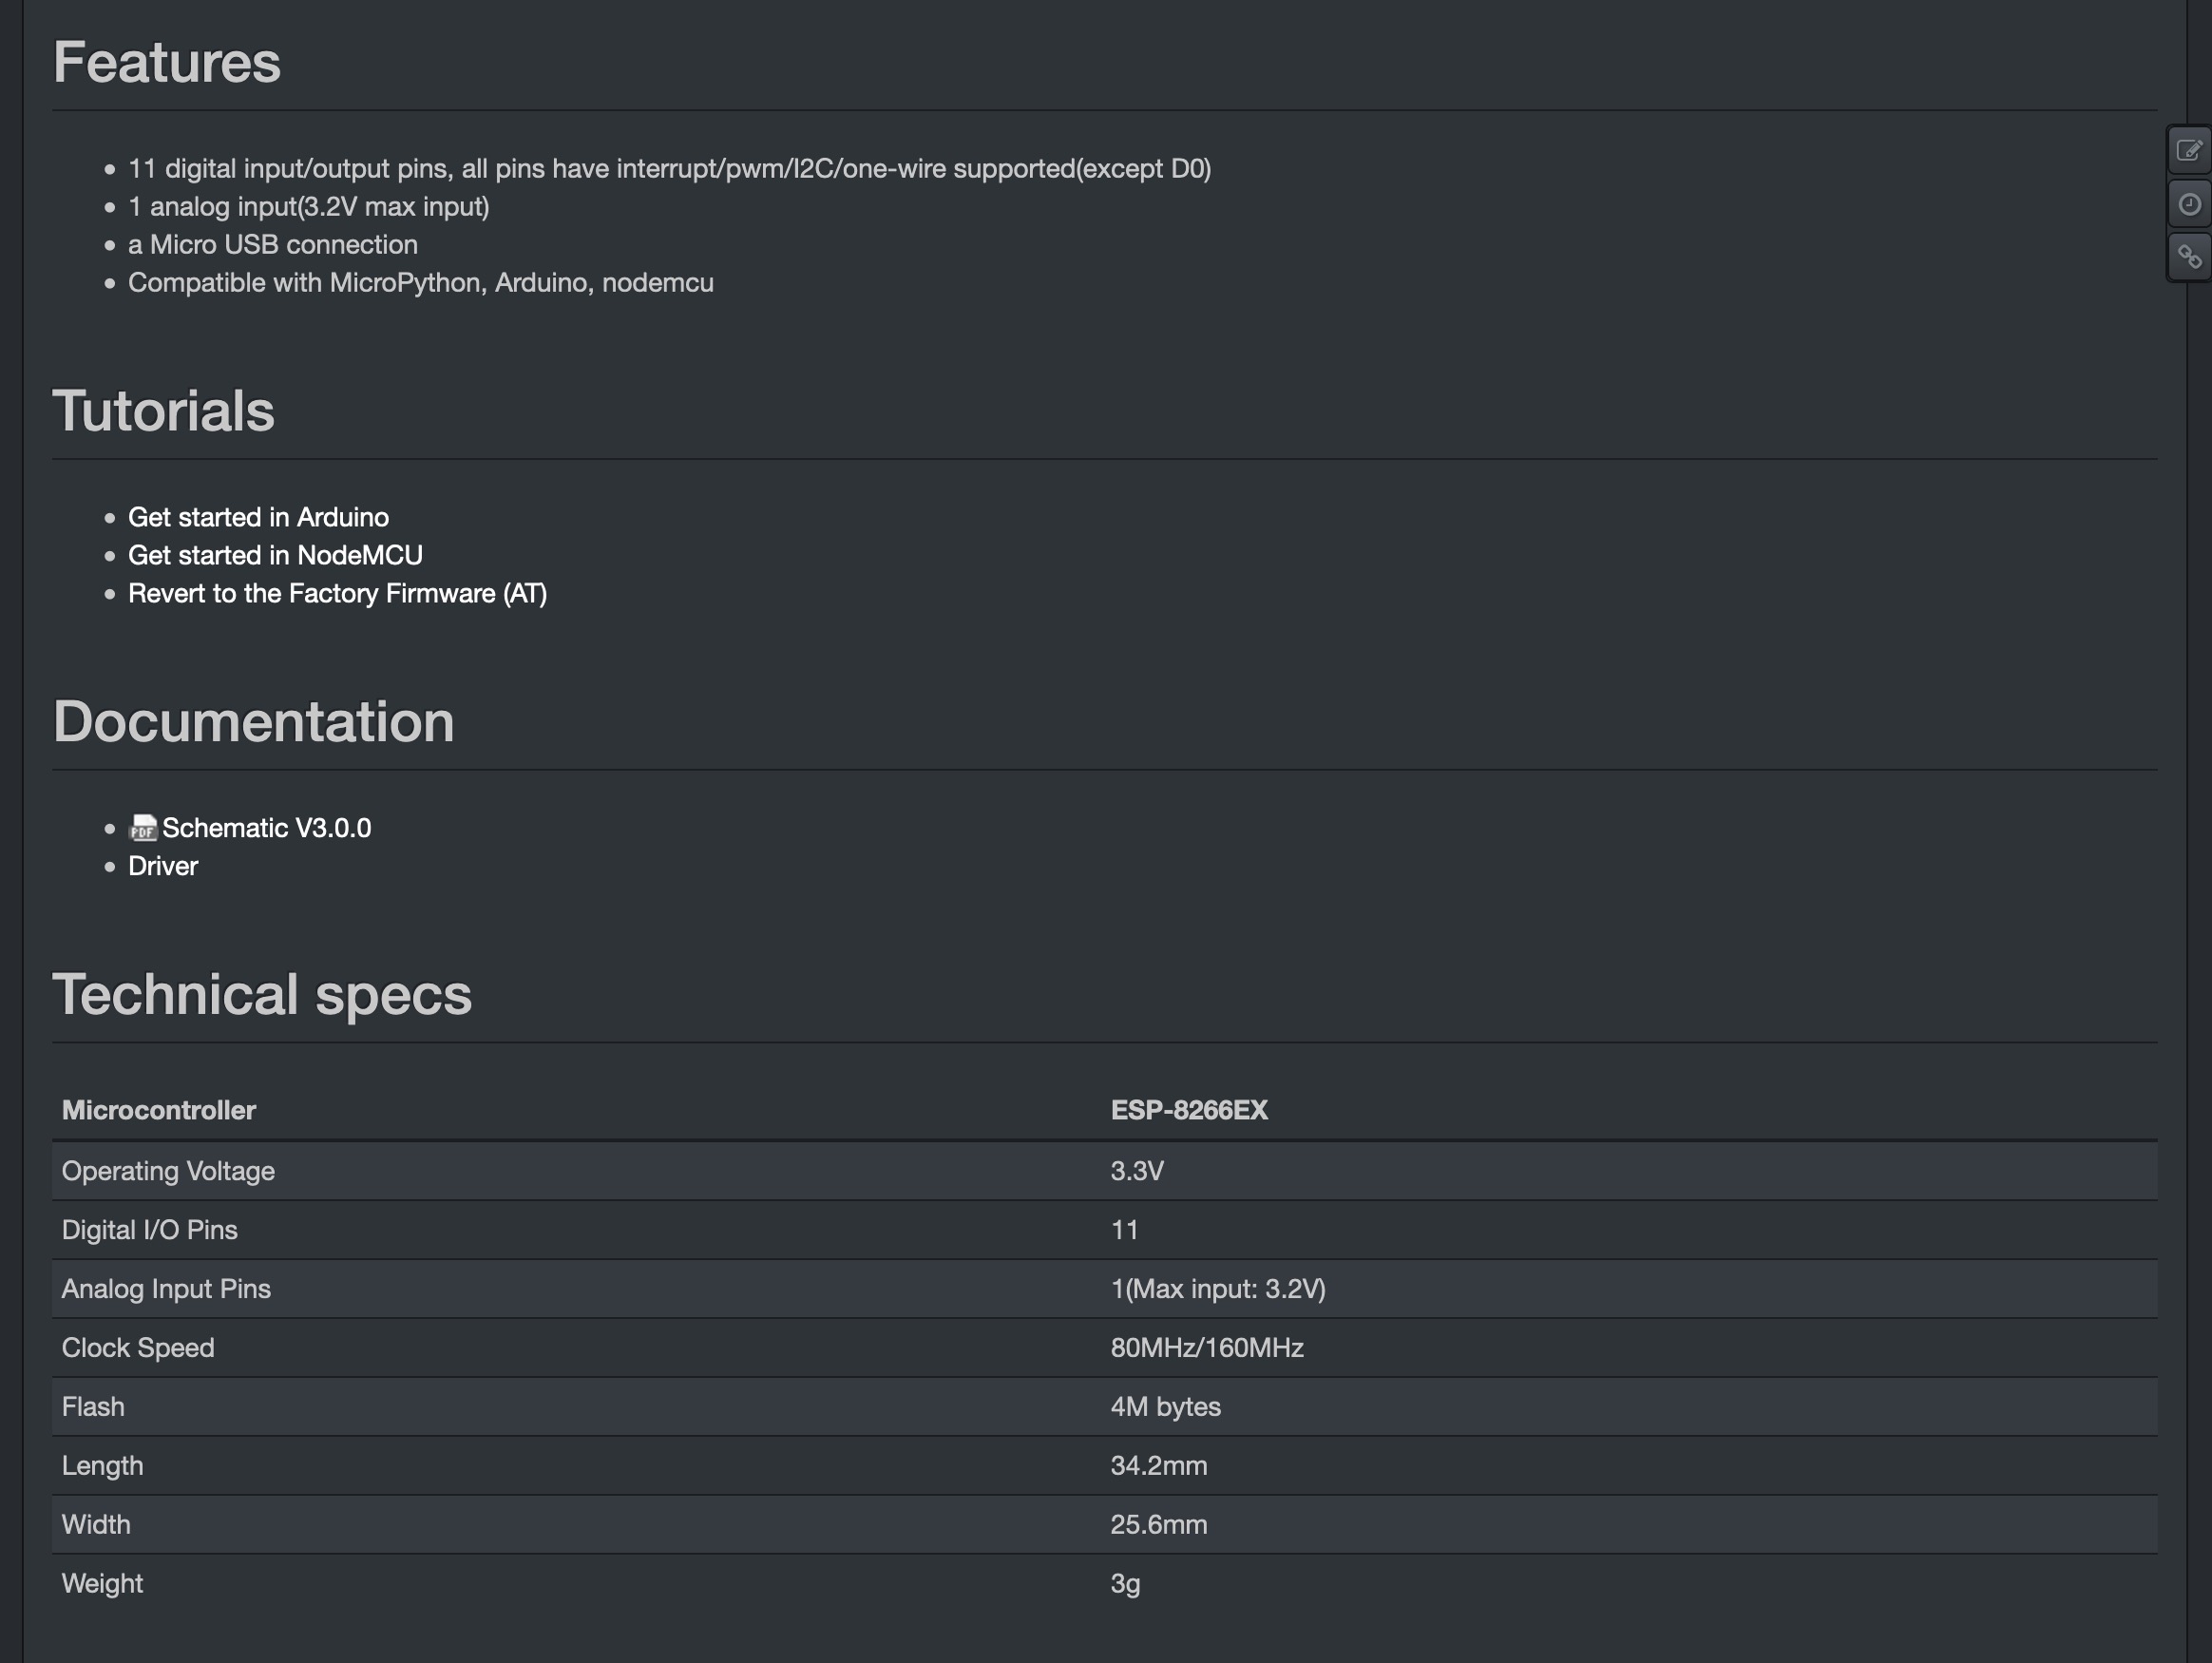 Features
11 digital input/output pins, all pins have interrupt/pwm/I2C/one-wire supported(except D0)
1 analog input(3.2V max input)
a Micro USB connection
Compatible with MicroPython, Arduino, nodemcu
Tutorials
Get started in Arduino
Get started in NodeMCU
Revert to the Factory Firmware (AT)
Documentation
PDF Schematic V3.0.0
Driver
Technical specs
Microcontroller ESP-8266EX
Operating Voltage 3.3V
Digital I/O Pins 11
Analog Input Pins 1(Max input: 3.2V)
Clock Speed 80MHz/160MHz
Flash 4M bytes
Length 34.2mm
Width 25.6mm
Weight 3g